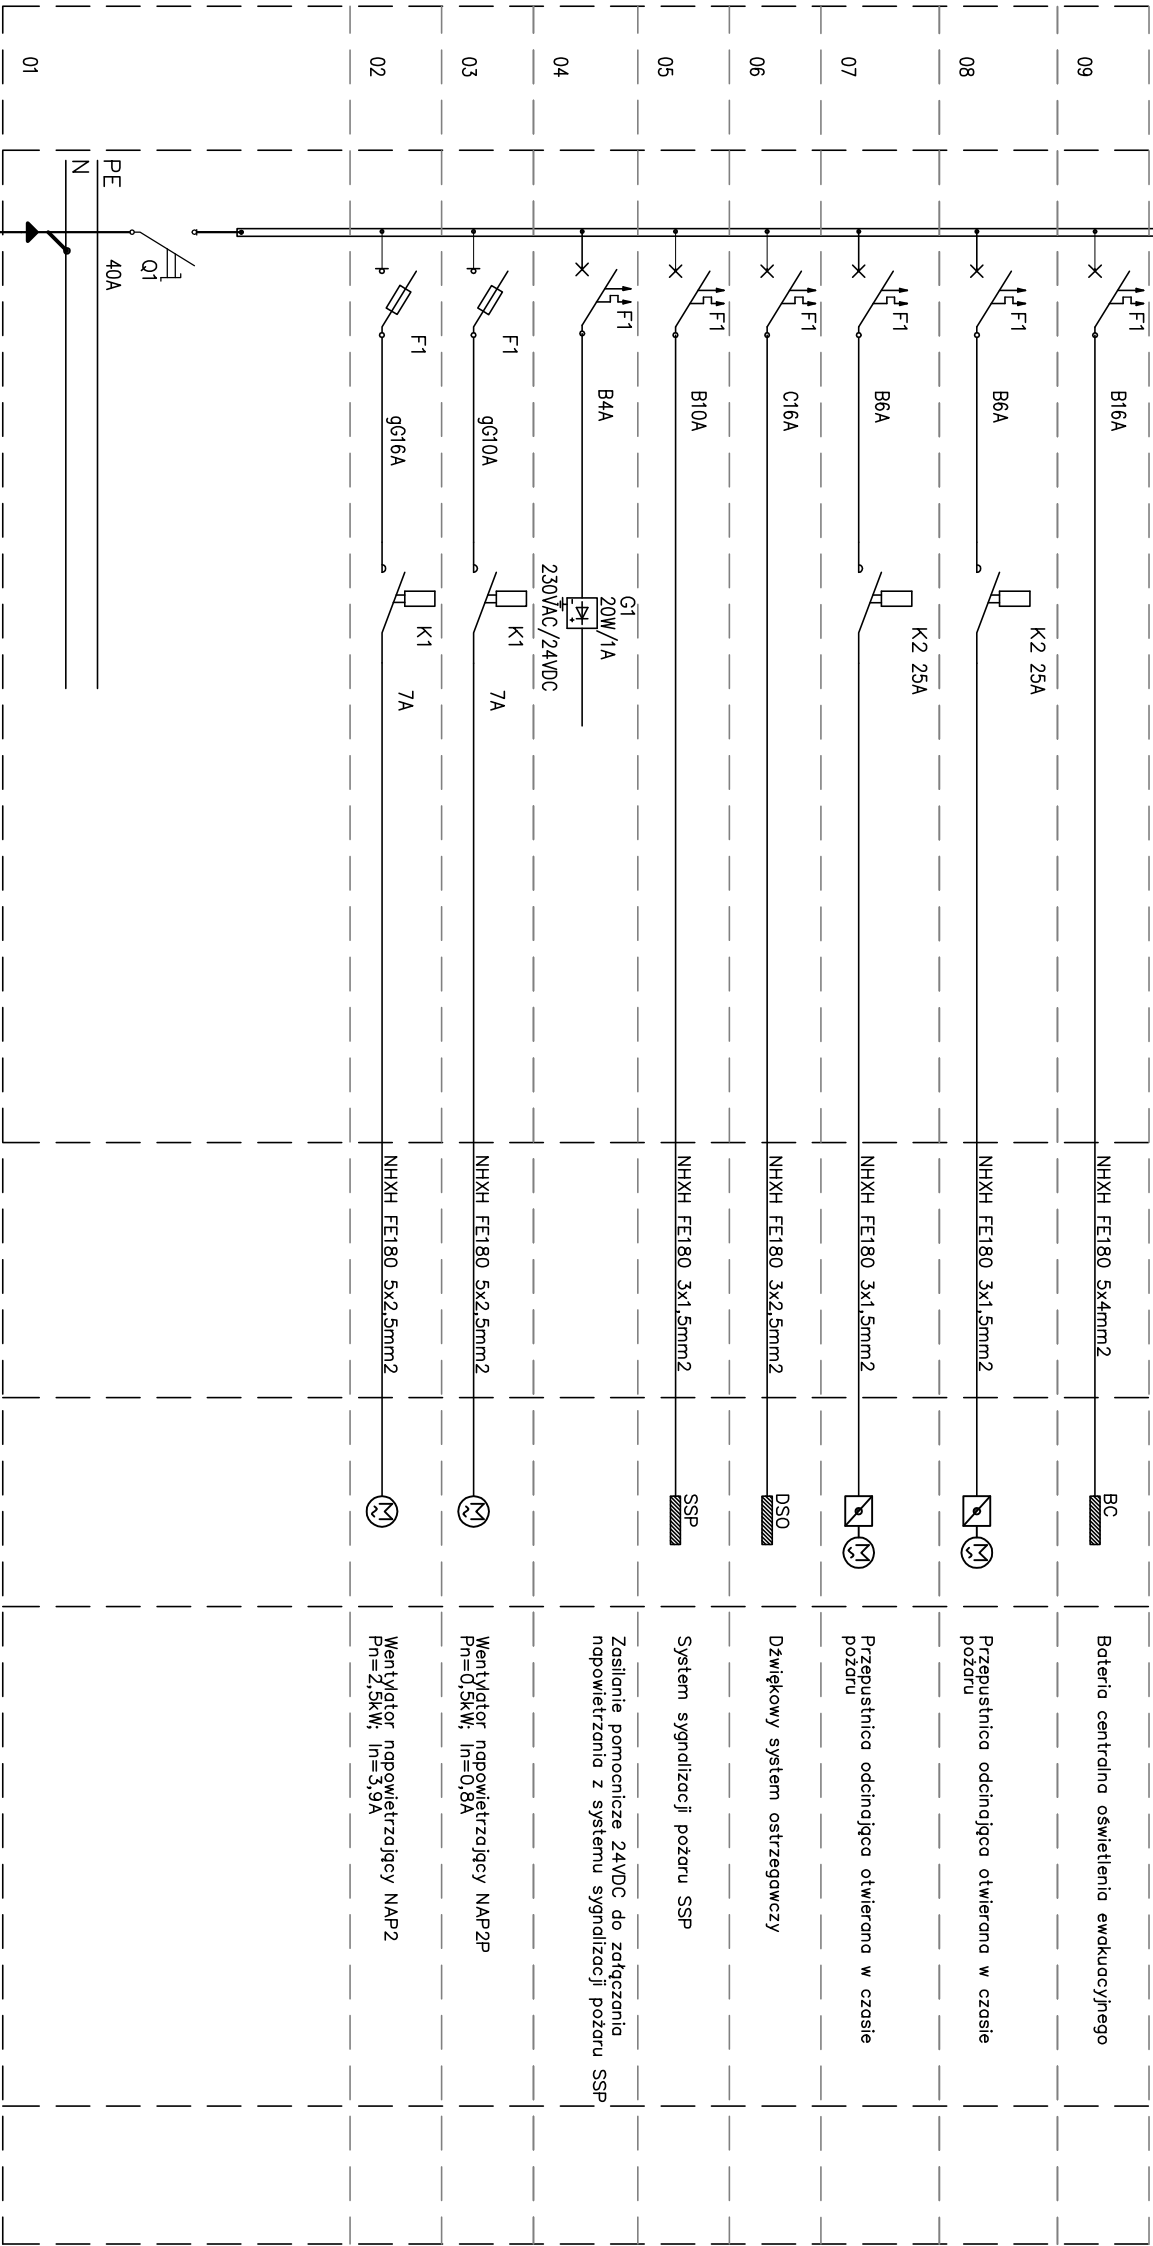 01
PE
N
Q1
40A
02
F1
gG16A
K1
7A
NHXH FE180 5x2,5mm2
Wentylator napowietrzający NAP2
Pn=2,5kW; In=3,9A
03
F1
gG10A
K1
7A
NHXH FE180 5x2,5mm2
Wentylator napowietrzający NAP2P
Pn=0,5kW; In=0,8A
04
F1
B4A
G1
20W/1A
230VAC/24VDC
Zasilanie pomocnicze 24VDC do załączania
napowietrzania z systemu sygnalizacji pożaru SSP
05
F1
B10A
NHXH FE180 3x1,5mm2
SSP
System sygnalizacji pożaru SSP
06
F1
C16A
NHXH FE180 3x2,5mm2
DSO
Dźwiękowy system ostrzegawczy
07
F1
B6A
K2 25A
NHXH FE180 3x1,5mm2
M
Przepustnica odcinająca otwierana w czasie
pożaru
08
F1
B6A
K2 25A
NHXH FE180 3x1,5mm2
M
Przepustnica odcinająca otwierana w czasie
pożaru
09
F1
B16A
NHXH FE180 5x4mm2
BC
Bateria centralna oświetlenia ewakuacyjnego
M
M